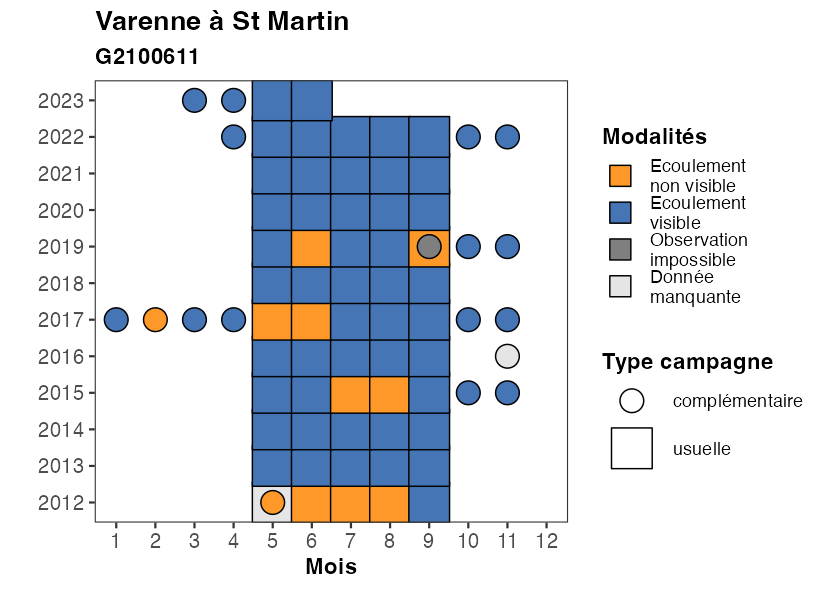 Varenne à St Martin
G2100611
2023
2022
2021
2020
2019
2018
2017
2016
2015
2014
2013
2012
1 2 3 4 5 6 7 8 9 10 11 12
Mois
Modalités
Ecoulement
non visible
Ecoulement
visible
Observation
impossible
Donnée
manquante
Type campagne
complémentaire
usuelle